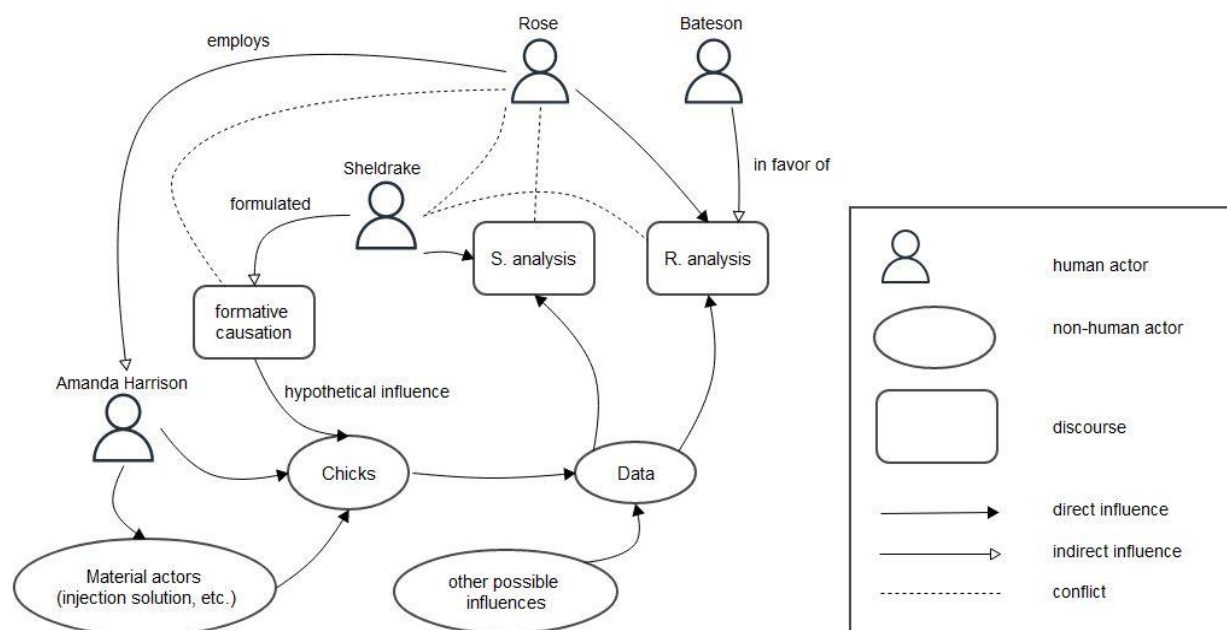 Rose
Bateson
employs
Sheldrake
in favor of
formulated
S. analysis
R. analysis
formative
causation
Amanda Harrison
hypothetical influence
Chicks
Data
Material actors
(injection solution, etc.)
other possible
influences
human actor
non-human actor
discourse
direct influence
indirect influence
conflict